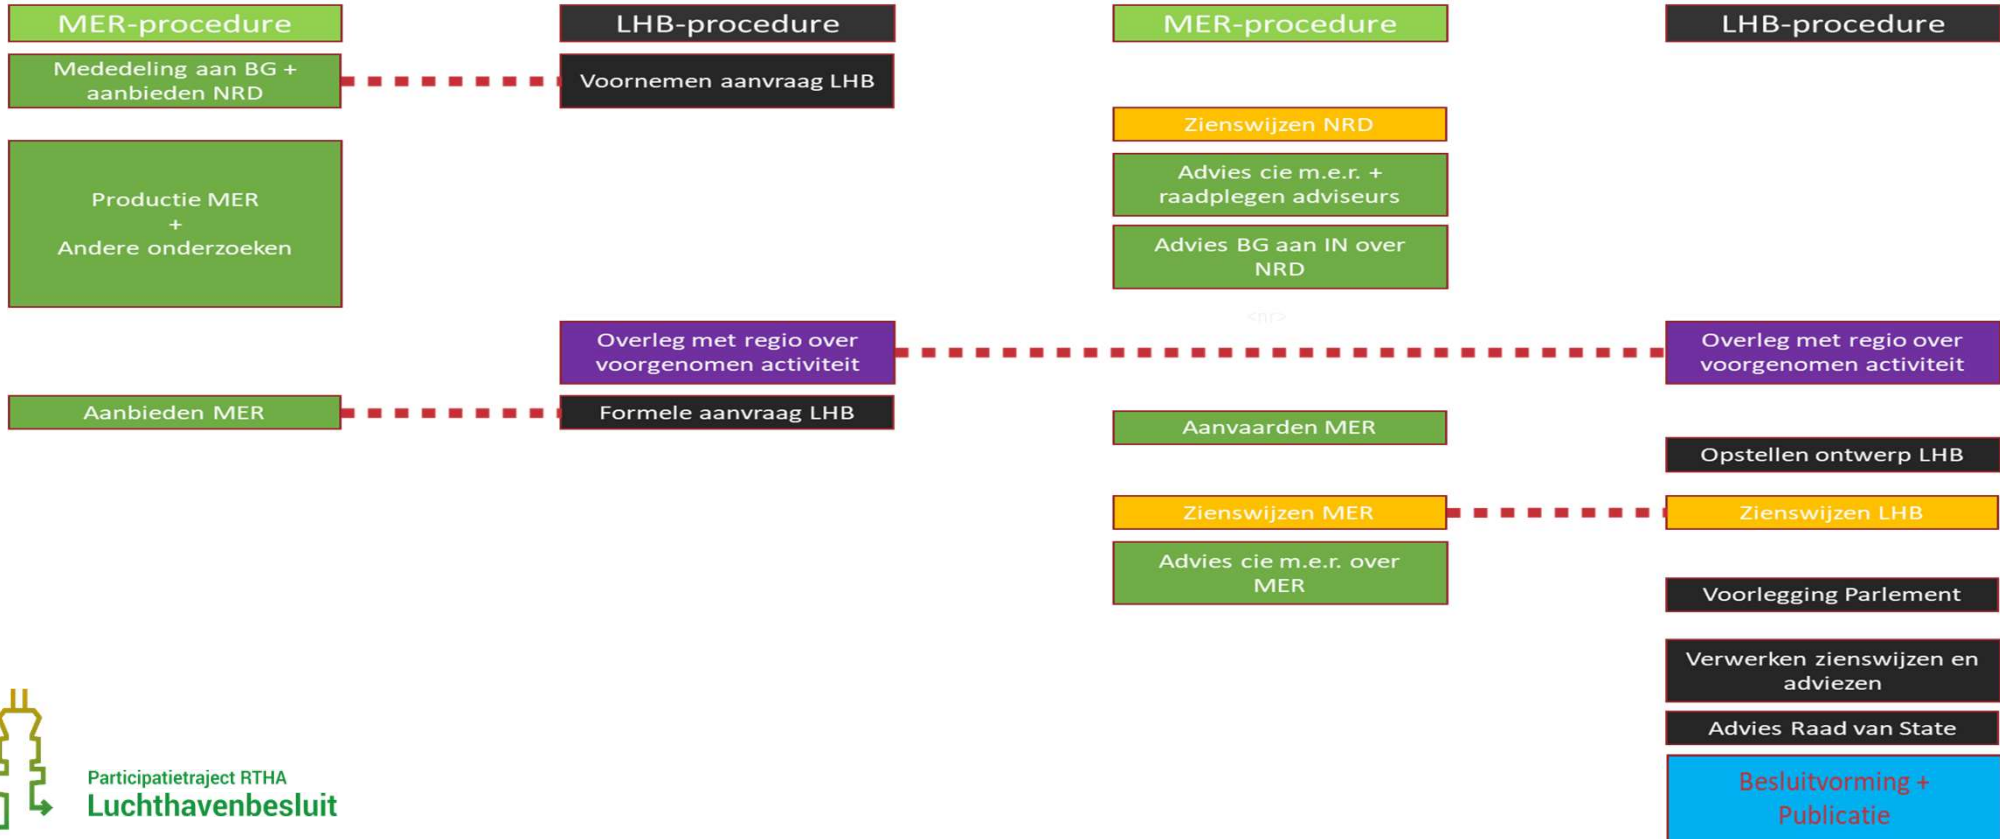 MER-procedure
LHB-procedure
MER-procedure
LHB-procedure
Mededeling aan BG +
aanbieden NRD
Voornemen aanvraag LHB
Zienswijzen NRD
Productie MER
+
Andere onderzoeken
Advies cie m.e.r. +
raadplegen adviseurs
Advies BG aan IN over
NRD
<nr>
Overleg met regio over
voorgenomen activiteit
Overleg met regio over
voorgenomen activiteit
Aanbieden MER
Formele aanvraag LHB
Aanvaarden MER
Opstellen ontwerp LHB
Zienswijzen MER
Zienswijzen LHB
Advies cie m.e.r. over
MER
Voorlegging Parlement
Verwerken zienswijzen en
adviezen
Advies Raad van State
Besluitvorming +
Publicatie
Participatietraject RTHA
Luchthavenbesluit